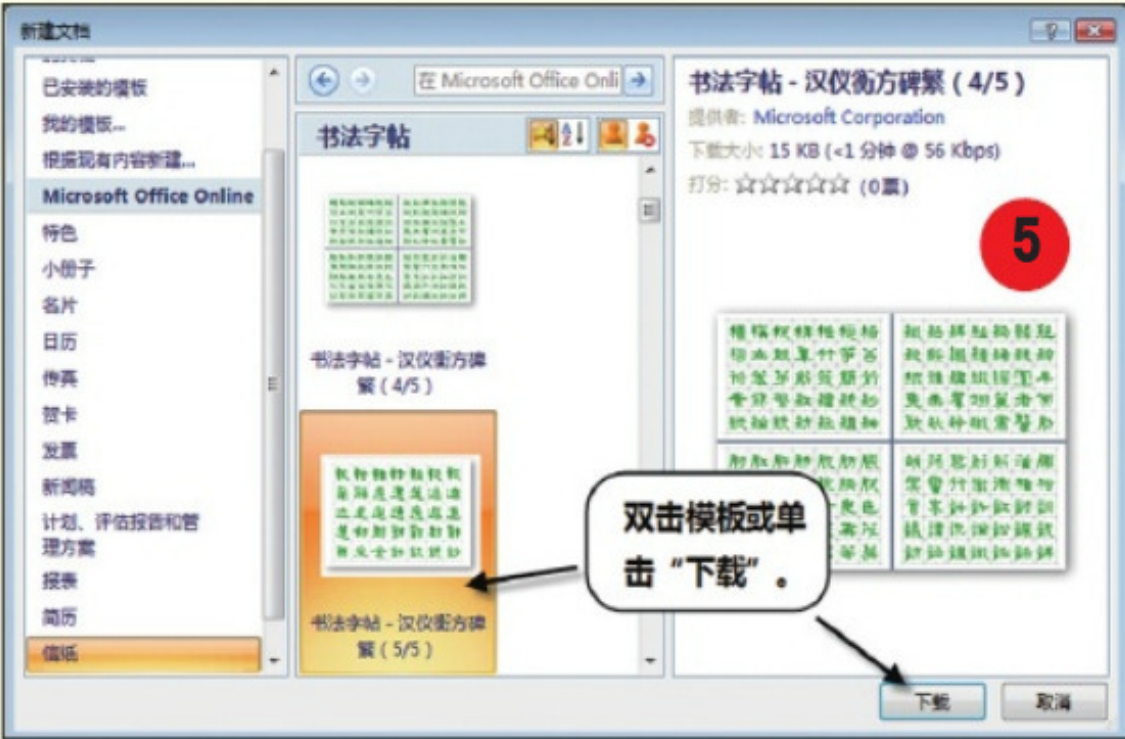 新建文档
已安装的模板
我的模板...
根据现有内容新建...
Microsoft Office Online
特色
小册子
名片
日历
传真
贺卡
发票
新闻稿
计划、评估报告和管
理方案
报表
简历
信纸
在 Microsoft Office Onli
书法字帖
书法字帖 - 汉仪衡方碑
繁 ( 4/5 )
书法字帖 - 汉仪衡方碑
繁 ( 5/5 )
书法字帖 - 汉仪衡方碑繁 ( 4/5 )
提供者: Microsoft Corporation
下载大小: 15 KB (<1 分钟 @ 56 Kbps)
打分: (0票)
5
双击模板或单
击“下载”。
下载
取消